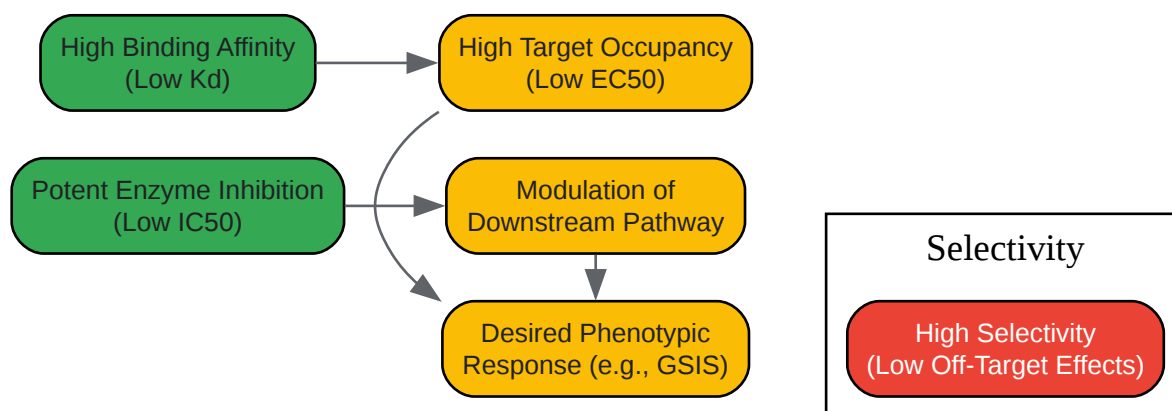 High Binding Affinity
(Low Kd)
High Target Occupancy
(Low EC50)
Potent Enzyme Inhibition
(Low IC50)
Modulation of
Downstream Pathway
Desired Phenotypic
Response (e.g., GSIS)
Selectivity
High Selectivity
(Low Off-Target Effects)